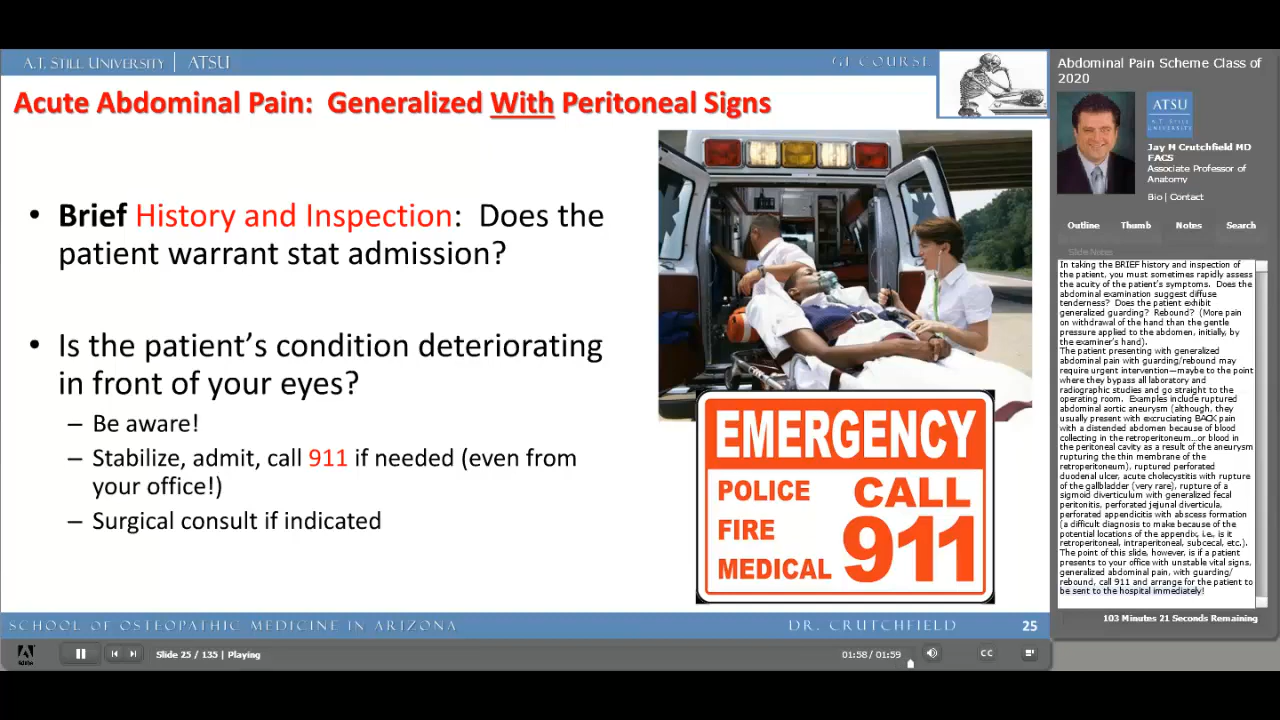 A.T. STILL UNIVERSITY | ATSU
GI COURSE
Acute Abdominal Pain: Generalized With Peritoneal Signs
• Brief History and Inspection: Does the
patient warrant stat admission?
• Is the patient's condition deteriorating
in front of your eyes?
– Be aware!
– Stabilize, admit, call 911 if needed (even from
your office!)
– Surgical consult if indicated
EMERGENCY
POLICE
FIRE
MEDICAL
CALL
911
SCHOOL OF OSTEOPATHIC MEDICINE IN ARIZONA
DR. CRUTCHFIELD
25
Abdominal Pain Scheme Class of
2020
ATSU
A.T. STILL
UNIVERSITY
Jay M Crutchfield MD
FACS
Associate Professor of
Anatomy
Bio | Contact
Outline
Thumb
Notes
Search
Slide Notes
In taking the BRIEF history and inspection of
the patient, you must sometimes rapidly assess
the acuity of the patient's symptoms. Does the
abdominal examination suggest diffuse
tenderness? Does the patient exhibit
generalized guarding? Rebound? (More pain
on withdrawal of the hand than the gentle
pressure applied to the abdomen, initially, by
the examiner's hand).
The patient presenting with generalized
abdominal pain with guarding/rebound may
require urgent intervention—maybe to the point
where they bypass all laboratory and
radiographic studies and go straight to the
operating room. Examples include ruptured
abdominal aortic aneurysm (although, they
usually present with excruciating BACK pain
with a distended abdomen because of blood
collecting in the retroperitoneum...or blood in
the peritoneal cavity as a result of the aneurysm
rupturing the thin membrane of the
retroperitoneum), ruptured perforated
duodenal ulcer, acute cholecystitis with rupture
of the gallbladder (very rare), rupture of a
sigmoid diverticulum with generalized fecal
peritonitis, perforated jejunal diverticula,
perforated appendicitis with abscess formation
(a difficult diagnosis to make because of the
potential locations of the appendix, i.e., is it
retroperitoneal, intraperitoneal, subcecal, etc.).
The point of this slide, however, is if a patient
presents to your office with unstable vital signs,
generalized abdominal pain, with guarding/
rebound, call 911 and arrange for the patient to
be sent to the hospital immediately!
103 Minutes 21 Seconds Remaining
Adobe
Slide 25 / 135 | Playing
01:58 / 01:59
CC